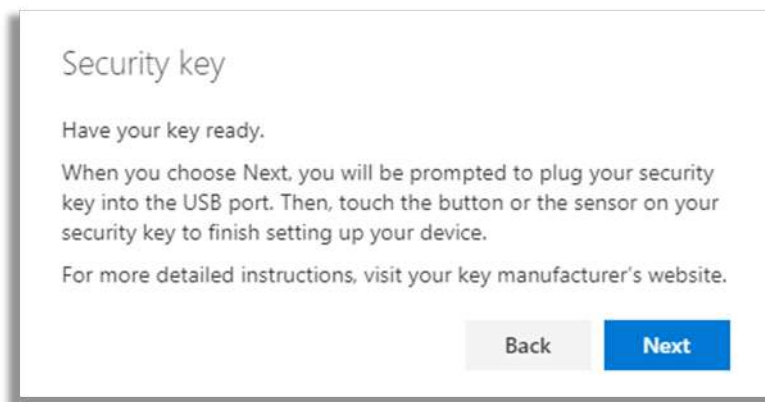 Security key
Have your key ready.
When you choose Next, you will be prompted to plug your security
key into the USB port. Then, touch the button or the sensor on your
security key to finish setting up your device.
For more detailed instructions, visit your key manufacturer's website.
Back Next